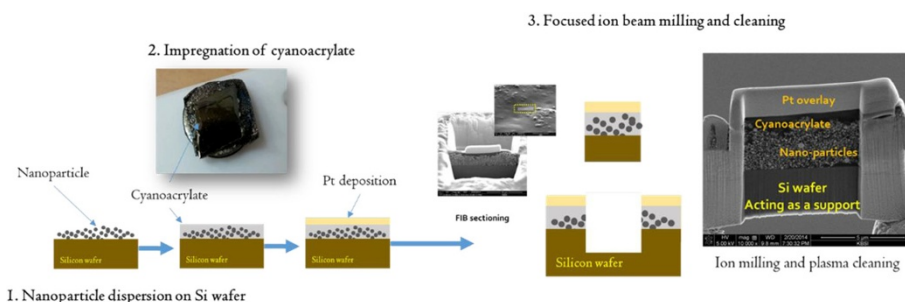 3. Focused ion beam milling and cleaning
2. Impregnation of cyanoacrylate
Nanoparticle
Cyanoacrylate
Pt deposition
Silicon wafer
Silicon wafer
Silicon wafer
FIB sectioning
Silicon wafer
Pt overlay
Cyanoacrylate
Nano-particles
Si wafer
Acting as a support
Ion milling and plasma cleaning
1. Nanoparticle dispersion on Si wafer